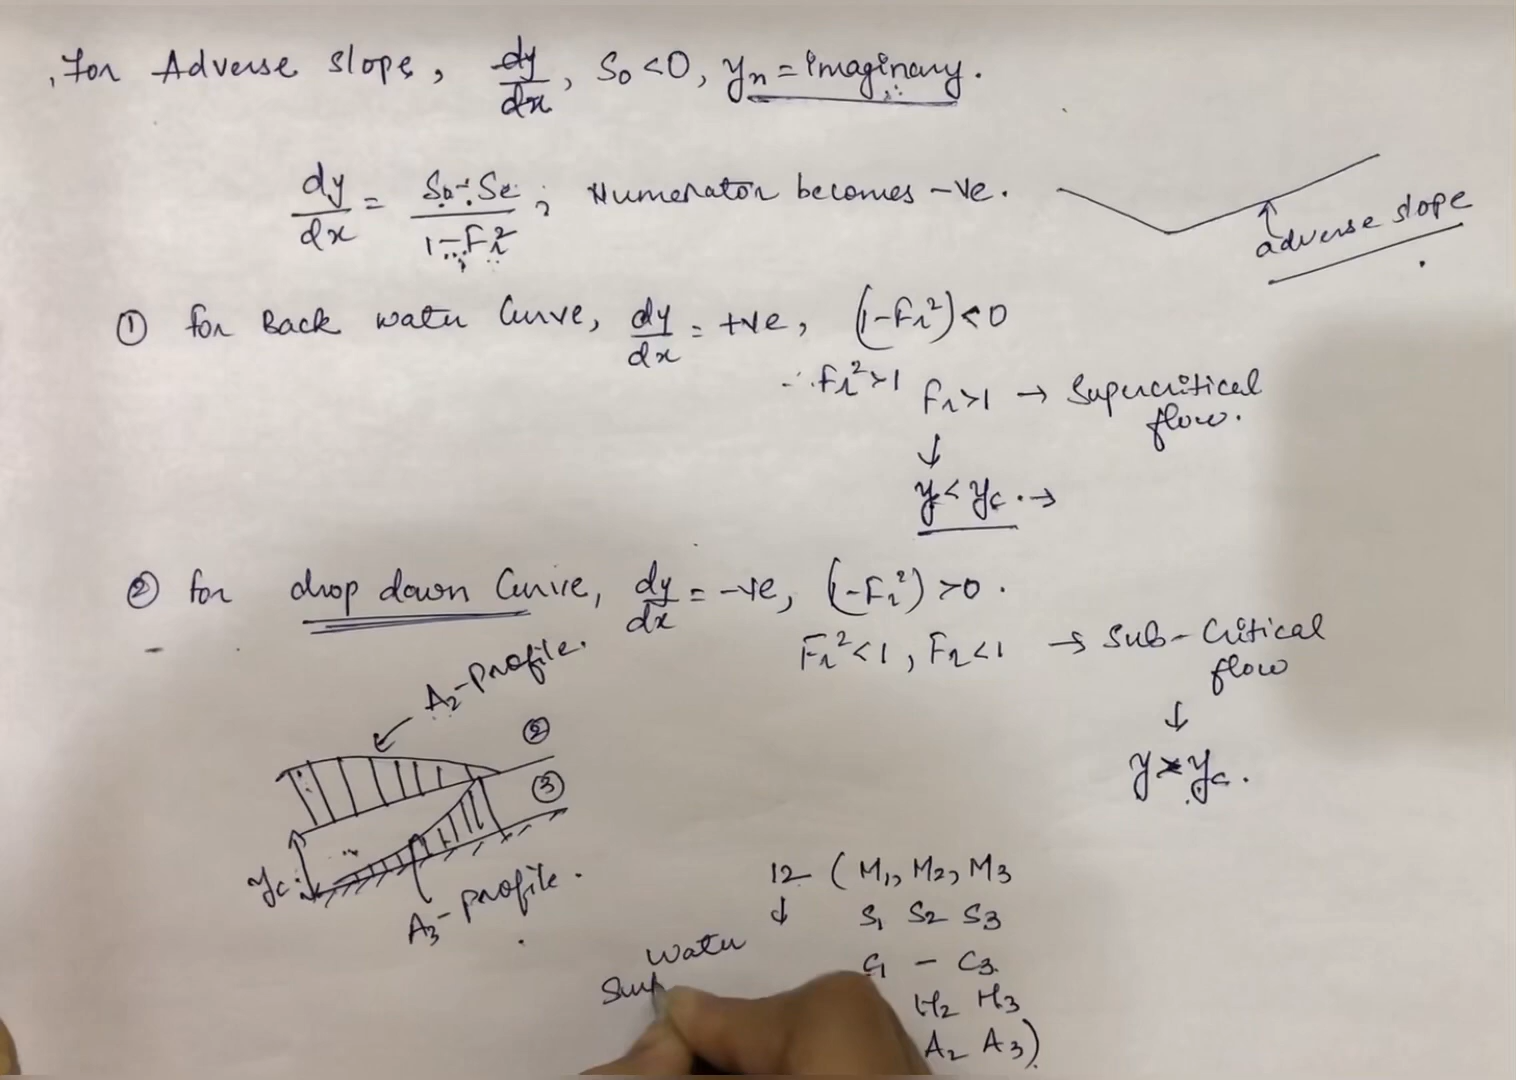 for Adverse slope, dy/dx, S₀<0, yₙ = imaginary.
dy/dx = S₀-Se / 1-Fr² ; Numerator becomes -ve.
adverse slope
① for Back water Curve, dy/dx = +ve, (1-Fr²)<0
∴ Fr²>1 Fr>1 → Supercritical
flow.
↓
y < yc. →
② for drop down Curve, dy/dx = -ve, (1-Fr²) >0.
Fr²<1, Fr<1 → Sub-Critical
flow
↓
A₂-profile.
②
③
yc.
yc
A₃-profile.
12 (M₁, M₂, M₃
↓ S₁ S₂ S₃
C₁ - C₃
H₂ H₃
A₂ A₃)
Water
Surf